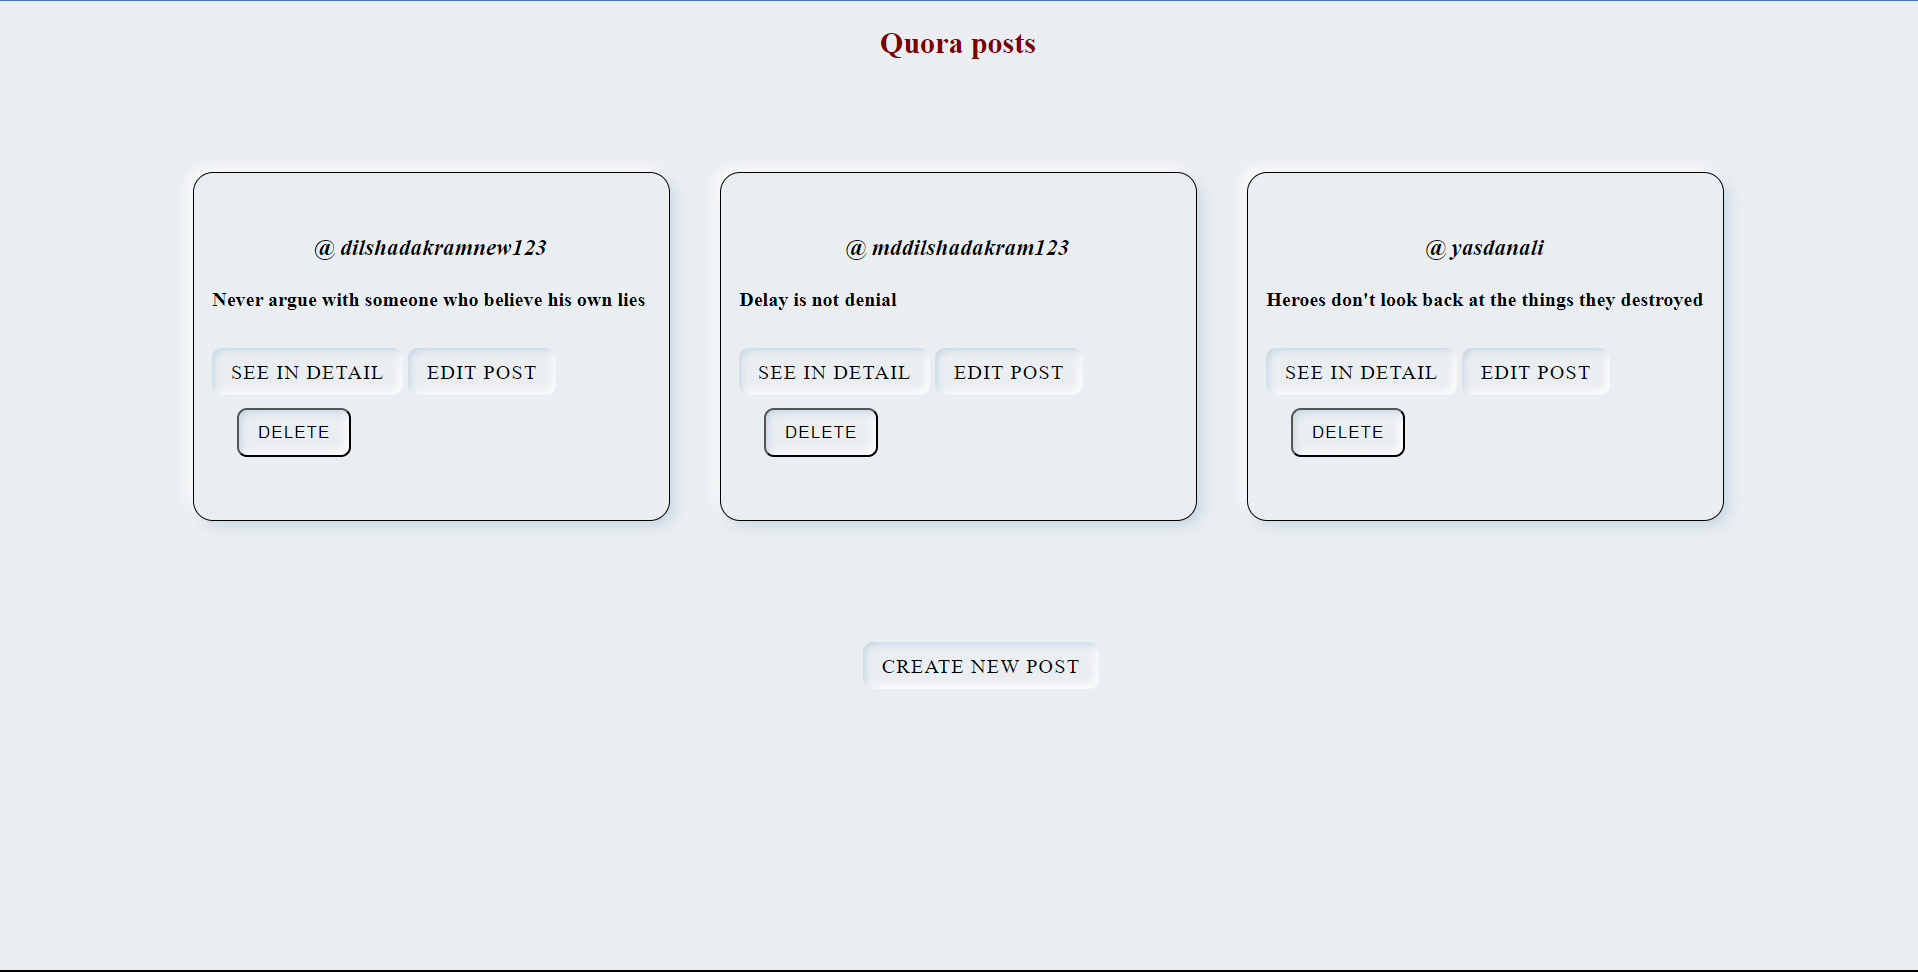 Quora posts
@ dilshadakramnew123
Never argue with someone who believe his own lies
SEE IN DETAIL
EDIT POST
DELETE
@ mddilshadakram123
Delay is not denial
SEE IN DETAIL
EDIT POST
DELETE
@ yasdanali
Heroes don't look back at the things they destroyed
SEE IN DETAIL
EDIT POST
DELETE
CREATE NEW POST